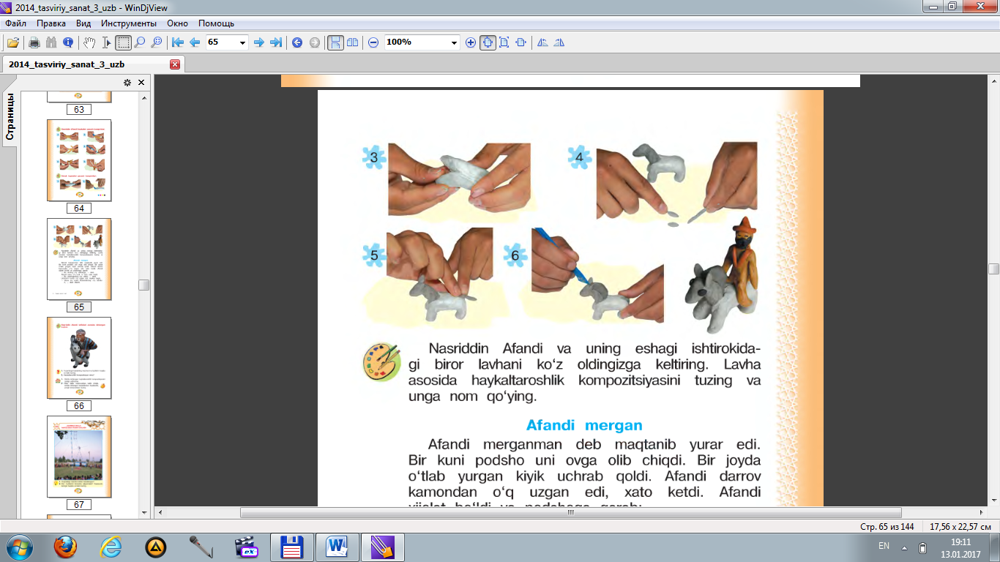 2014_tasviriy_sanat_3_uzb - WinDjView
Файл Правка Вид Инструменты Окно Помощь
65 100%
2014_tasviriy_sanat_3_uzb
Страницы
63
64
65
66
67
3
4
5
6
Nasriddin Afandi va uning eshagi ishtirokida-
gi biror lavhani ko‘z oldingizga keltiring. Lavha
asosida haykaltaroshlik kompozitsiyasini tuzing va
unga nom qo‘ying.
Afandi mergan
Afandi merganman deb maqtanib yurar edi.
Bir kuni podsho uni ovga olib chiqdi. Bir joyda
o‘tlab yurgan kiyik uchrab qoldi. Afandi darrov
kamondan o‘q uzgan edi, xato ketdi. Afandi
Стр. 65 из 144 17,56 x 22,57 см
EN
19:11
13.01.2017